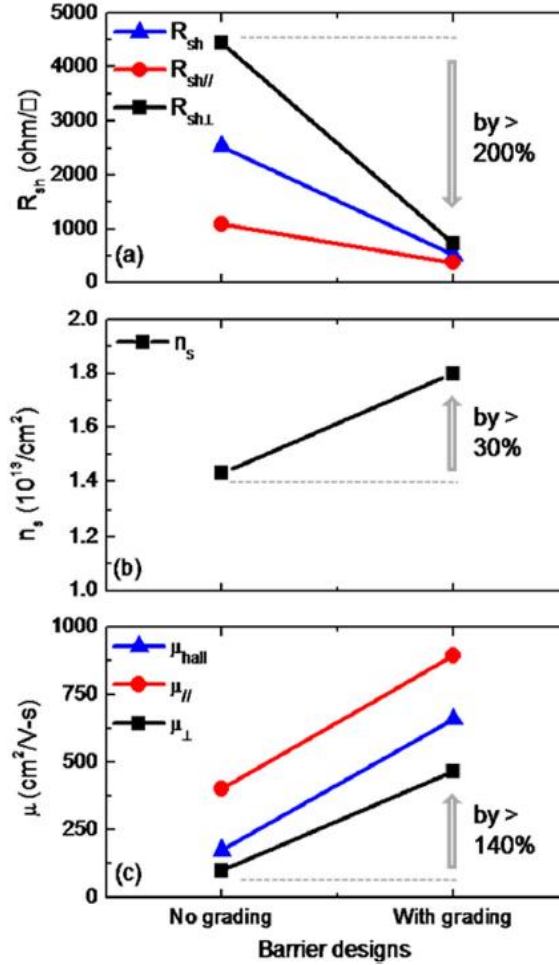 5000
4000
3000
2000
1000
0
R_sh (ohm/□)
R_sh
R_sh//
R_sh⊥
by >
200%
(a)
2.0
1.8
1.6
1.4
1.2
1.0
n_s (10^13/cm^2)
n_s
by >
30%
(b)
1000
750
500
250
0
μ (cm^2/V-s)
μ_hall
μ_//
μ_⊥
by >
140%
(c)
No grading
With grading
Barrier designs